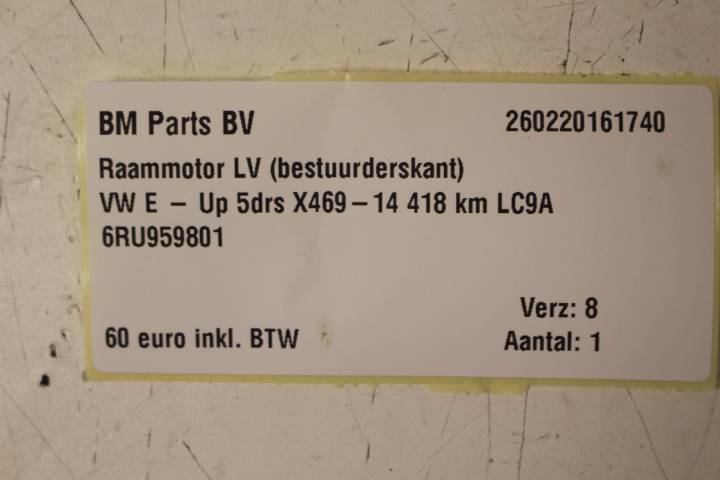 BM Parts BV 260220161740
Raammotor LV (bestuurderskant)
VW E – Up 5drs X469 – 14 418 km LC9A
6RU959801
Verz: 8
60 euro inkl. BTW Aantal: 1